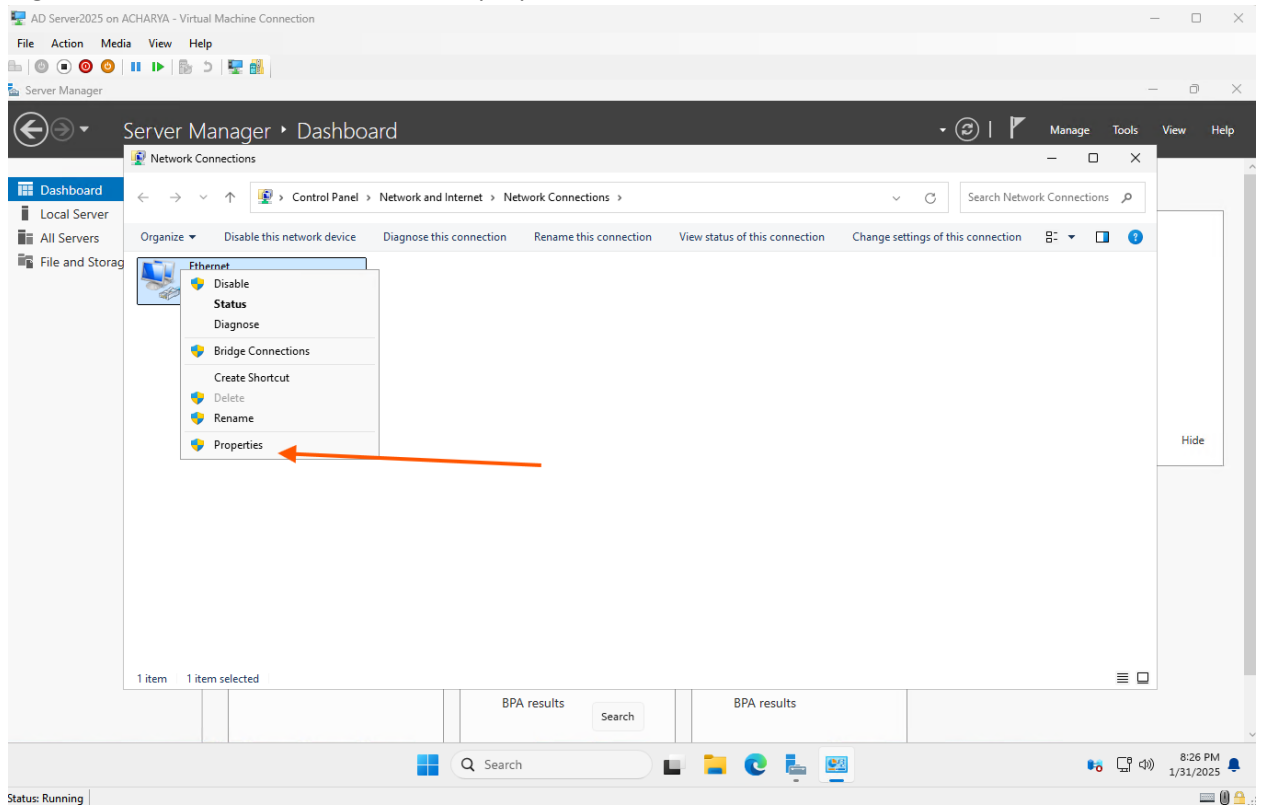 AD Server2025 on ACHARYA - Virtual Machine Connection
File Action Media View Help
Server Manager
Server Manager ‣ Dashboard
Manage Tools View Help
Network Connections
Control Panel > Network and Internet > Network Connections >
Search Network Connections
Dashboard
Local Server
All Servers
File and Storag
Organize Disable this network device Diagnose this connection Rename this connection View status of this connection Change settings of this connection
Ethernet
Disable
Status
Diagnose
Bridge Connections
Create Shortcut
Delete
Rename
Properties
Hide
1 item 1 item selected
BPA results BPA results
Search
Search
8:26 PM
1/31/2025
Status: Running